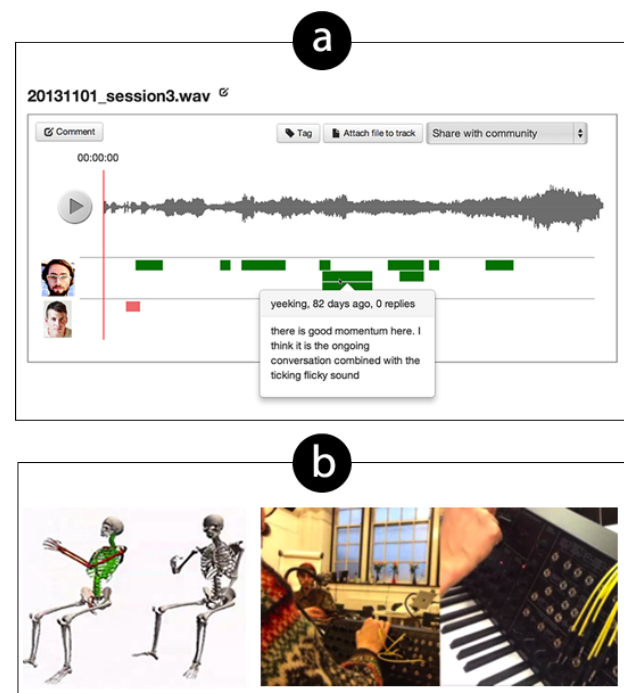 a
20131101_session3.wav
Comment
Tag
Attach file to track
Share with community
00:00:00
yeeking, 82 days ago, 0 replies
there is good momentum here. I
think it is the ongoing
conversation combined with the
ticking flicky sound
b